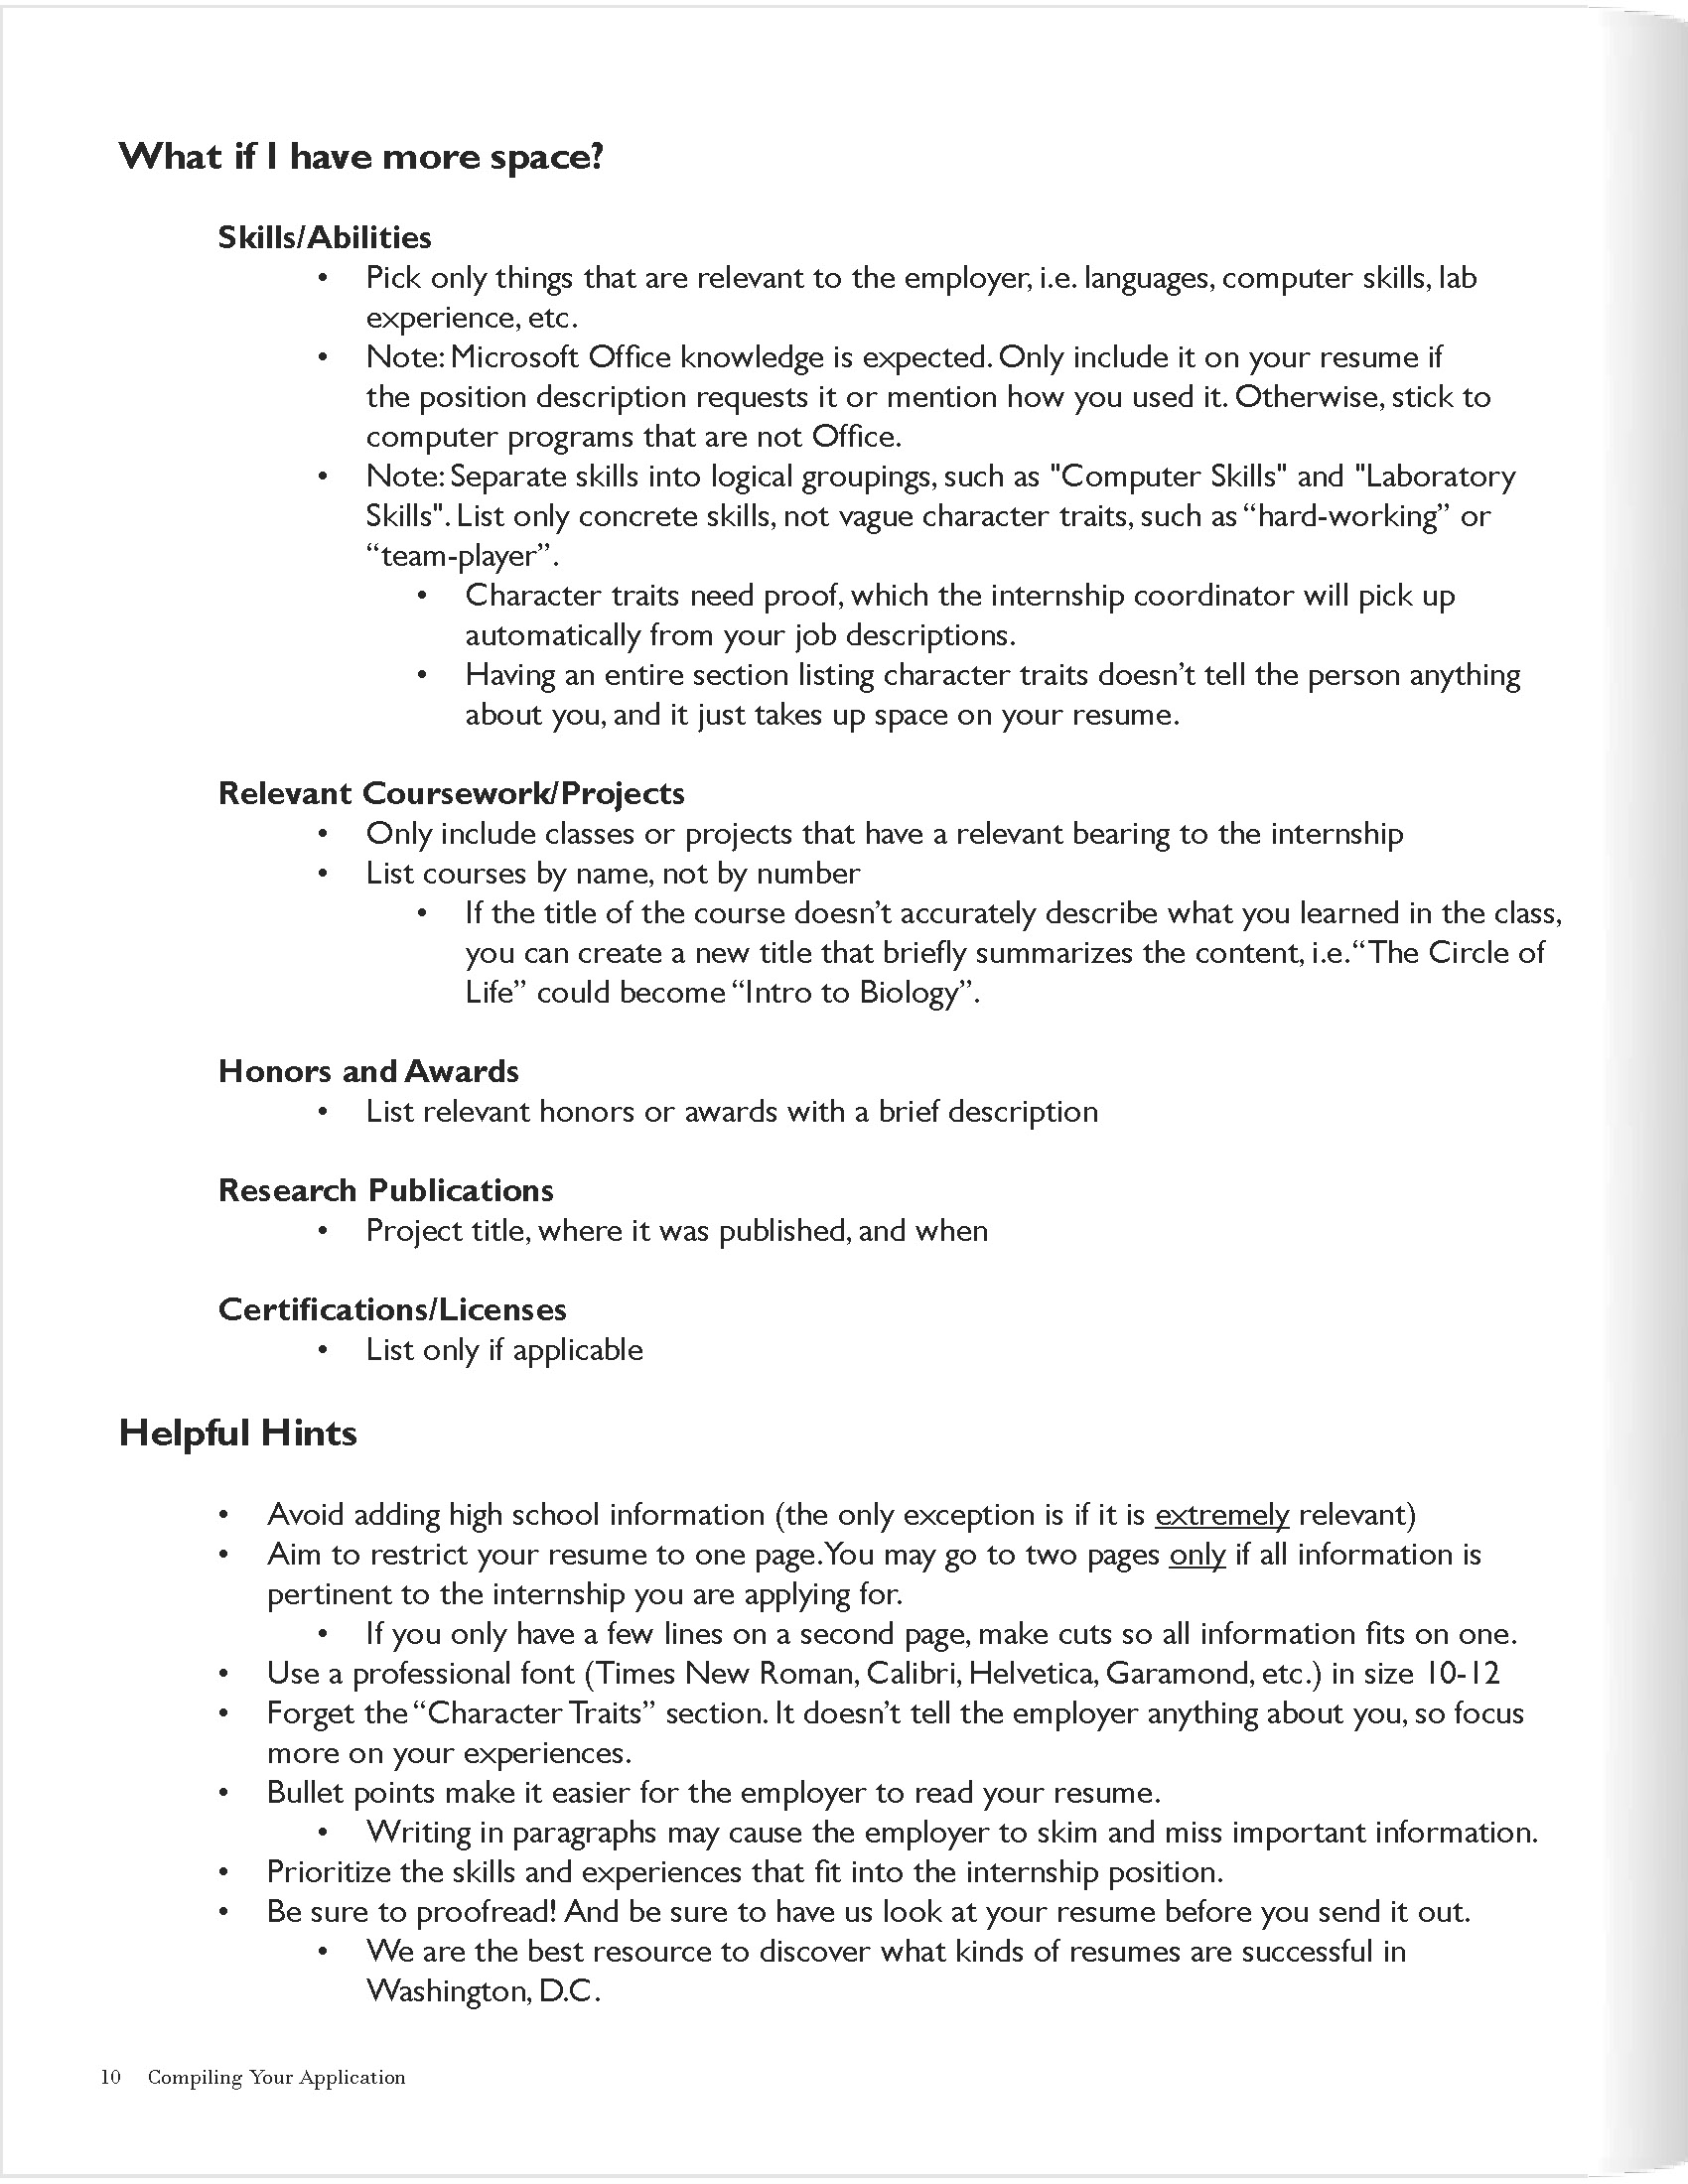 What if I have more space?
Skills/Abilities
• Pick only things that are relevant to the employer, i.e. languages, computer skills, lab
experience, etc.
• Note: Microsoft Office knowledge is expected. Only include it on your resume if
the position description requests it or mention how you used it. Otherwise, stick to
computer programs that are not Office.
• Note: Separate skills into logical groupings, such as "Computer Skills" and "Laboratory
Skills". List only concrete skills, not vague character traits, such as “hard-working” or
“team-player”.
• Character traits need proof, which the internship coordinator will pick up
automatically from your job descriptions.
• Having an entire section listing character traits doesn’t tell the person anything
about you, and it just takes up space on your resume.
Relevant Coursework/Projects
• Only include classes or projects that have a relevant bearing to the internship
• List courses by name, not by number
• If the title of the course doesn’t accurately describe what you learned in the class,
you can create a new title that briefly summarizes the content, i.e. “The Circle of
Life” could become “Intro to Biology”.
Honors and Awards
• List relevant honors or awards with a brief description
Research Publications
• Project title, where it was published, and when
Certifications/Licenses
• List only if applicable
Helpful Hints
• Avoid adding high school information (the only exception is if it is extremely relevant)
• Aim to restrict your resume to one page. You may go to two pages only if all information is
pertinent to the internship you are applying for.
• If you only have a few lines on a second page, make cuts so all information fits on one.
• Use a professional font (Times New Roman, Calibri, Helvetica, Garamond, etc.) in size 10-12
• Forget the “Character Traits” section. It doesn’t tell the employer anything about you, so focus
more on your experiences.
• Bullet points make it easier for the employer to read your resume.
• Writing in paragraphs may cause the employer to skim and miss important information.
• Prioritize the skills and experiences that fit into the internship position.
• Be sure to proofread! And be sure to have us look at your resume before you send it out.
• We are the best resource to discover what kinds of resumes are successful in
Washington, D.C.
10 Compiling Your Application